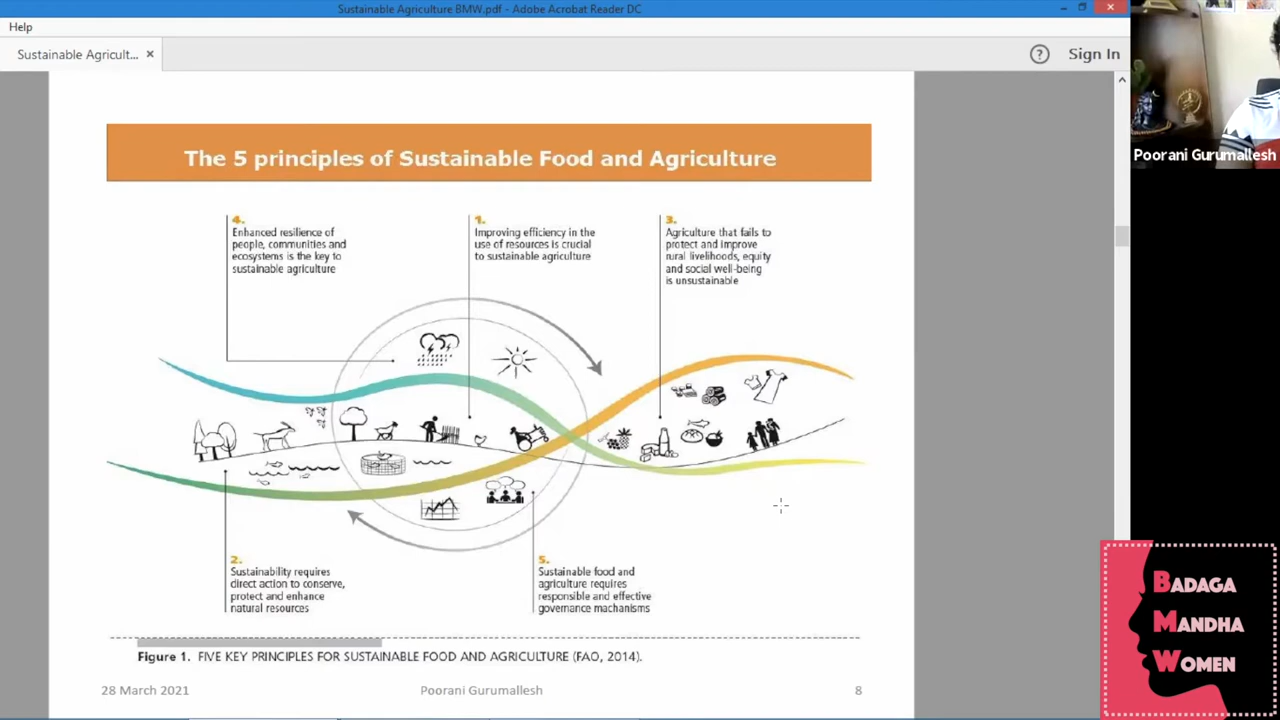 Sustainable Agriculture BMW.pdf - Adobe Acrobat Reader DC
Help
Sustainable Agricult...
Sign In
Poorani Gurumallesh
The 5 principles of Sustainable Food and Agriculture
4.
Enhanced resilience of
people, communities and
ecosystems is the key to
sustainable agriculture
1.
Improving efficiency in the
use of resources is crucial
to sustainable agriculture
3.
Agriculture that fails to
protect and improve
rural livelihoods, equity
and social well-being
is unsustainable
2.
Sustainability requires
direct action to conserve,
protect and enhance
natural resources
5.
Sustainable food and
agriculture requires
responsible and effective
governance machanisms
Figure 1. FIVE KEY PRINCIPLES FOR SUSTAINABLE FOOD AND AGRICULTURE (FAO, 2014).
28 March 2021
Poorani Gurumallesh
8
BADAGA
MANDHA
WOMEN